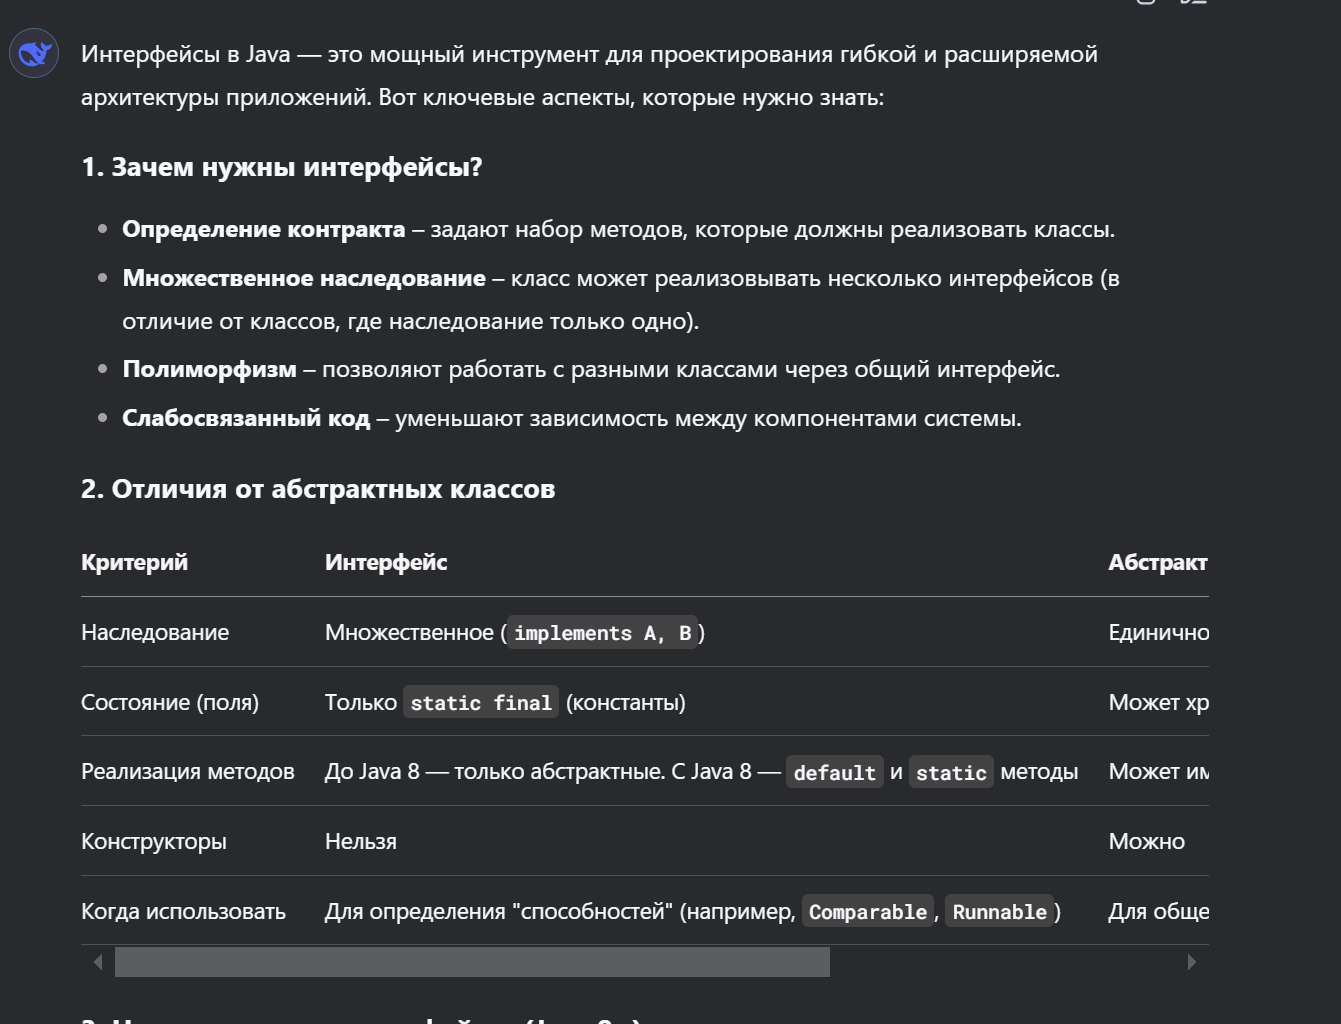 Интерфейсы в Java — это мощный инструмент для проектирования гибкой и расширяемой
архитектуры приложений. Вот ключевые аспекты, которые нужно знать:
1. Зачем нужны интерфейсы?
• Определение контракта – задают набор методов, которые должны реализовать классы.
• Множественное наследование – класс может реализовывать несколько интерфейсов (в
отличие от классов, где наследование только одно).
• Полиморфизм – позволяют работать с разными классами через общий интерфейс.
• Слабосвязанный код – уменьшают зависимость между компонентами системы.
2. Отличия от абстрактных классов
Критерий Интерфейс Абстракт
Наследование Множественное (implements A, B) Единично
Состояние (поля) Только static final (константы) Может хр
Реализация методов До Java 8 — только абстрактные. С Java 8 — default и static методы Может им
Конструкторы Нельзя Можно
Когда использовать Для определения "способностей" (например, Comparable, Runnable) Для обще